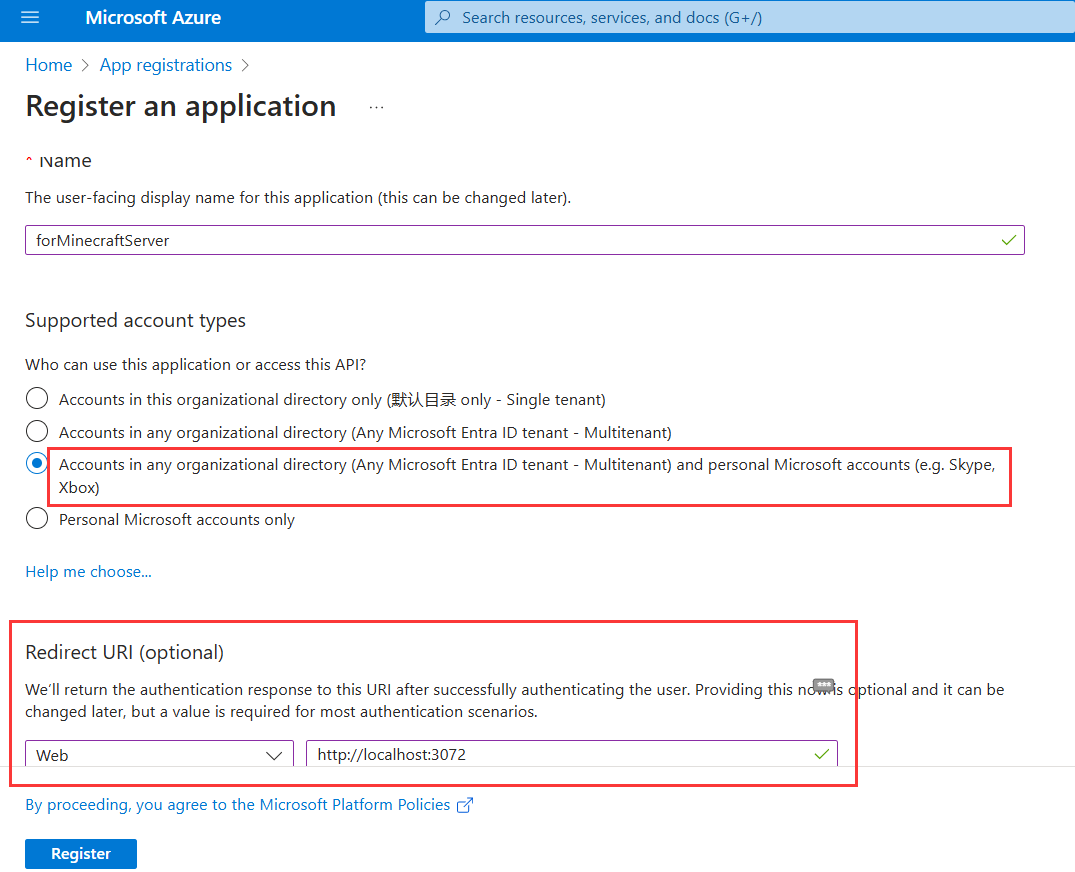 Microsoft Azure
Search resources, services, and docs (G+/)
Home > App registrations >
Register an application ...
* Name
The user-facing display name for this application (this can be changed later).
forMinecraftServer
Supported account types
Who can use this application or access this API?
Accounts in this organizational directory only (默认目录 only - Single tenant)
Accounts in any organizational directory (Any Microsoft Entra ID tenant - Multitenant)
Accounts in any organizational directory (Any Microsoft Entra ID tenant - Multitenant) and personal Microsoft accounts (e.g. Skype,
Xbox)
Personal Microsoft accounts only
Help me choose...
Redirect URI (optional)
We'll return the authentication response to this URI after successfully authenticating the user. Providing this now is optional and it can be
changed later, but a value is required for most authentication scenarios.
Web
http://localhost:3072
By proceeding, you agree to the Microsoft Platform Policies
Register